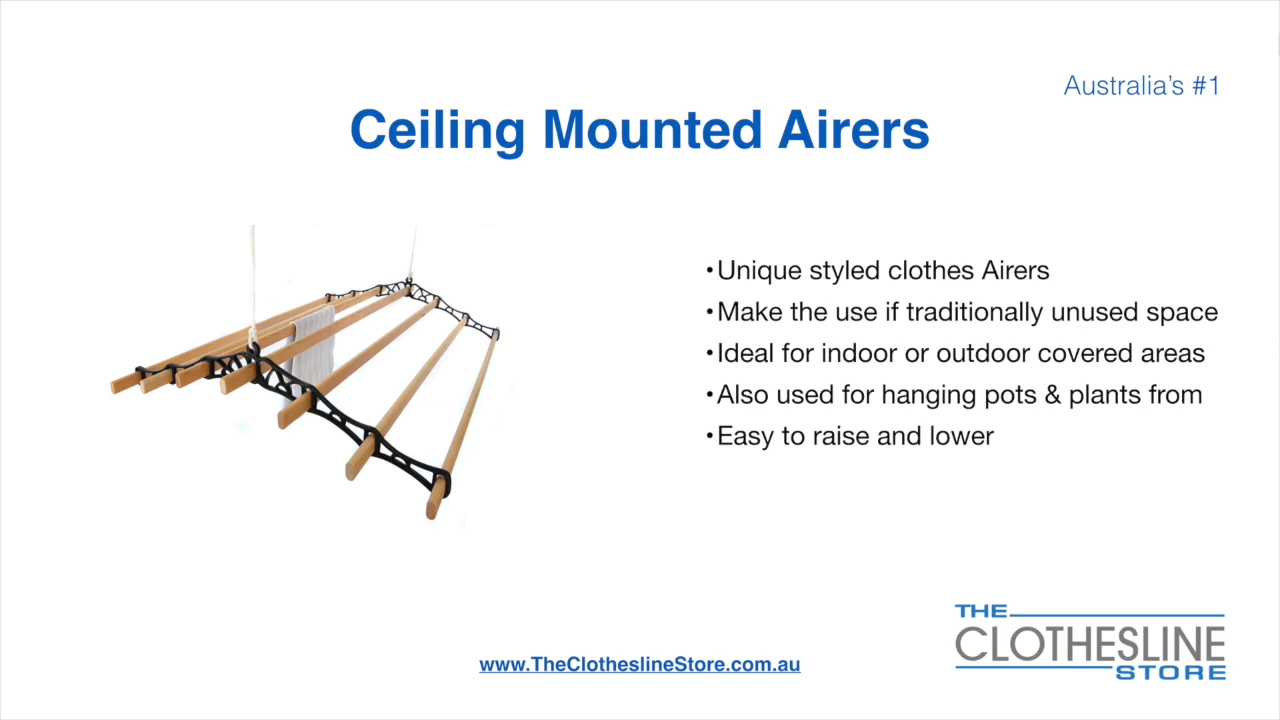 Australia's #1
Ceiling Mounted Airers
•Unique styled clothes Airers
•Make the use if traditionally unused space
•Ideal for indoor or outdoor covered areas
•Also used for hanging pots & plants from
•Easy to raise and lower
THE
CLOTHESLINE
STORE
www.TheClotheslineStore.com.au